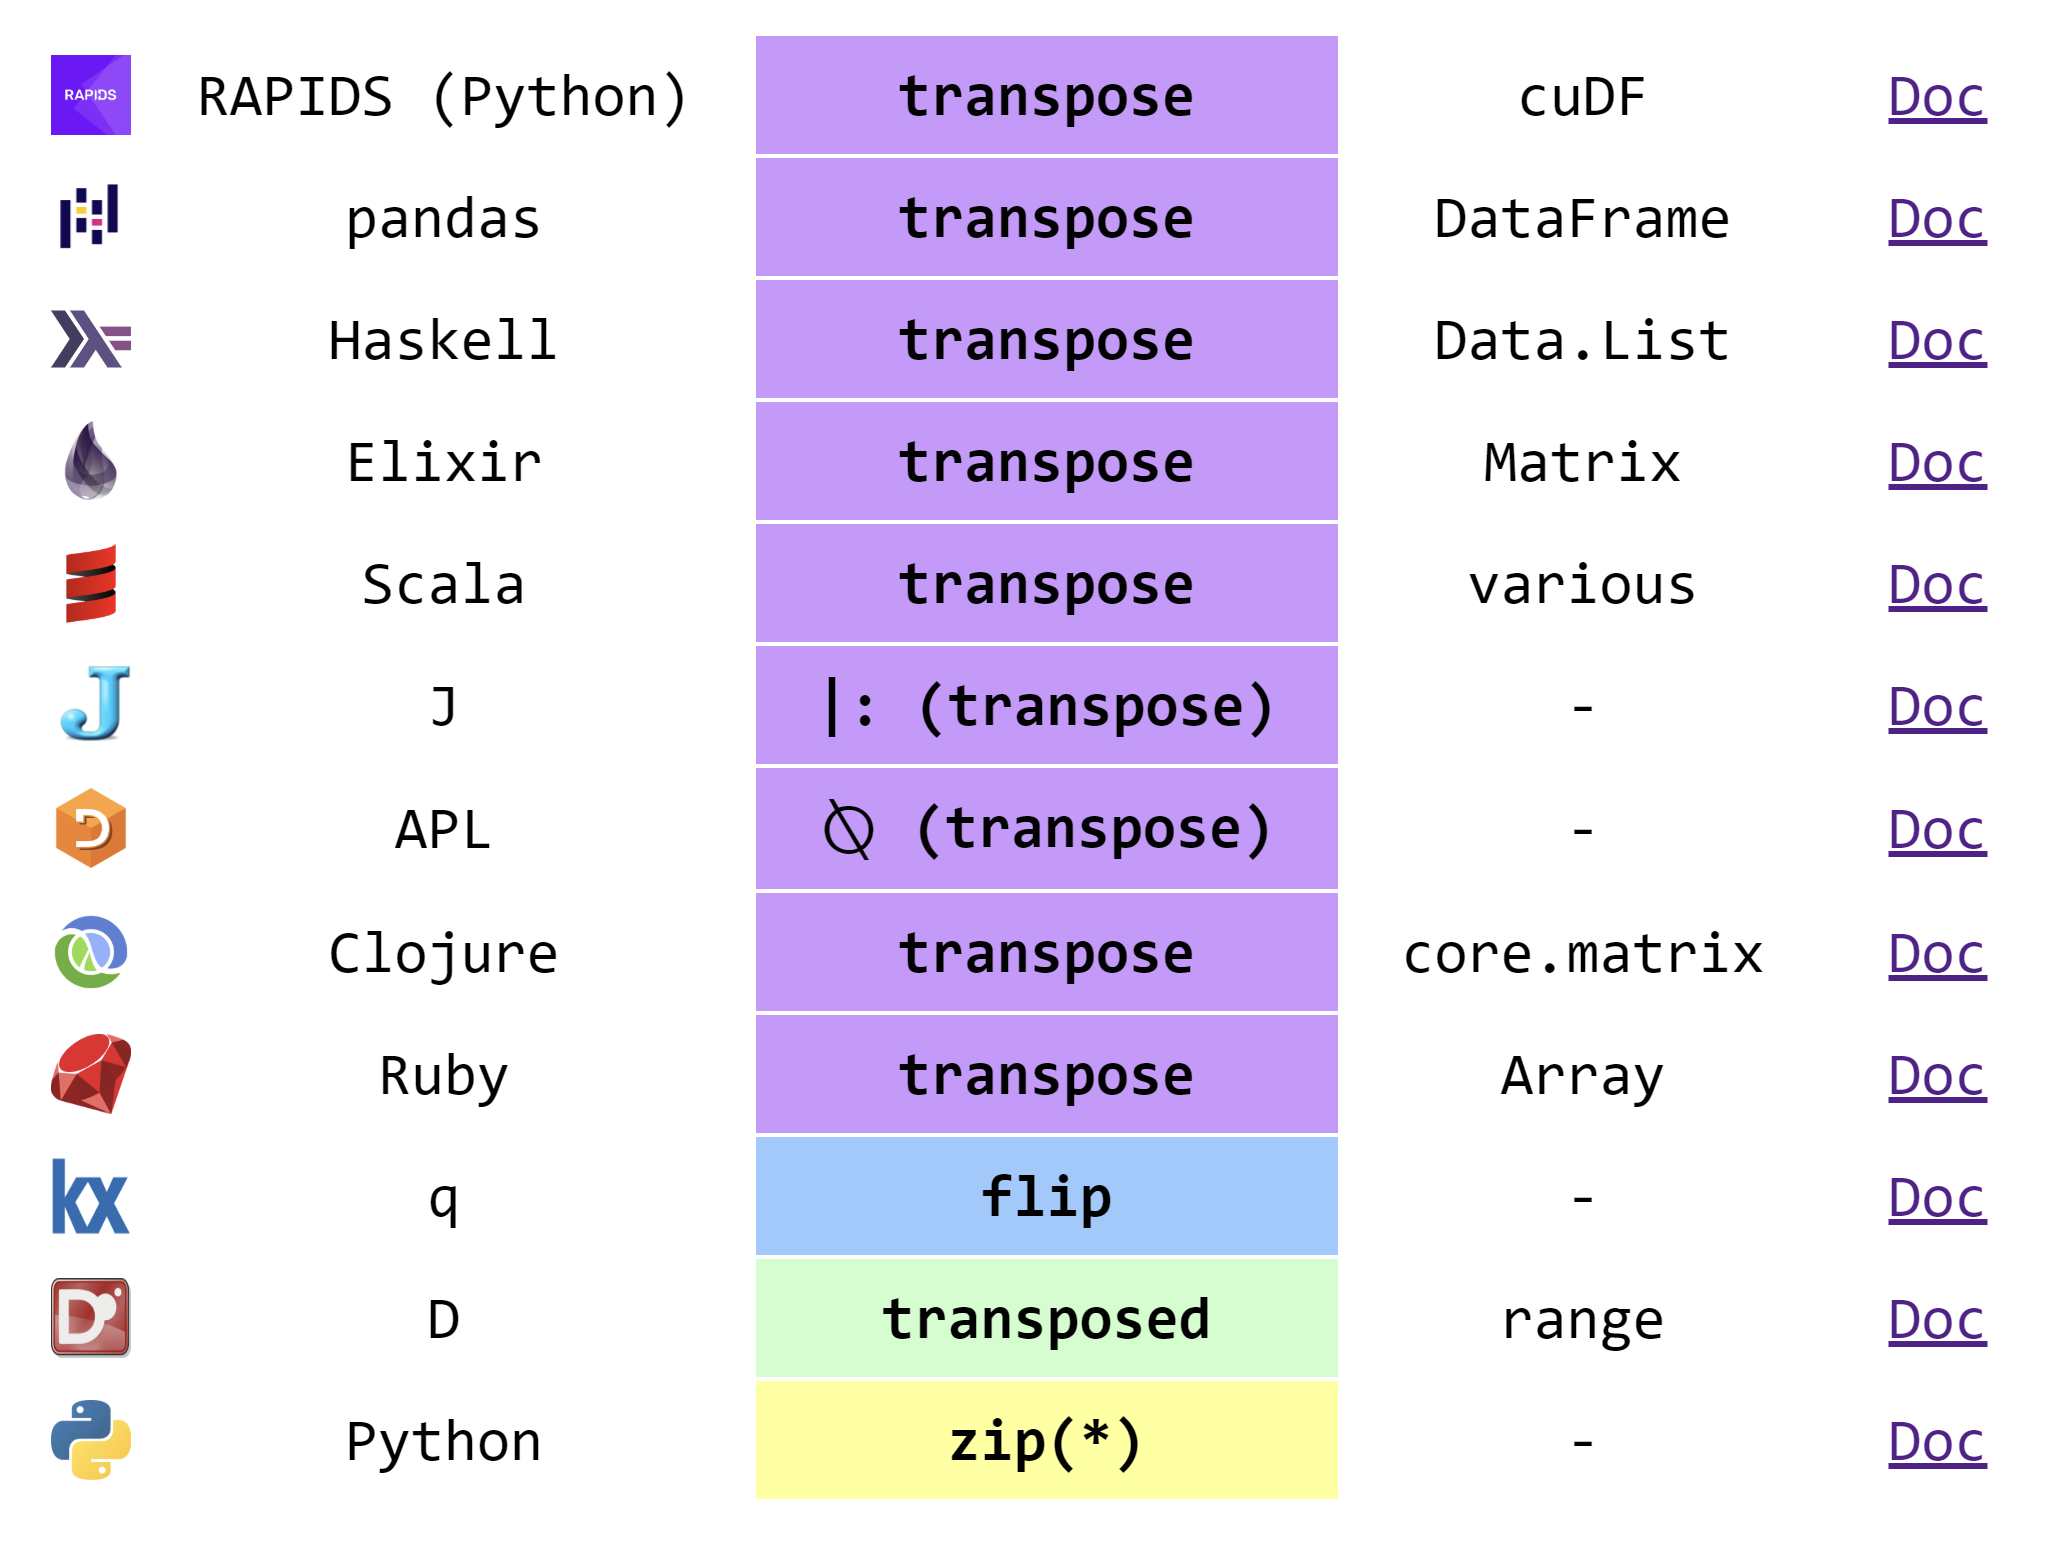 RAPIDS RAPIDS (Python) transpose cuDF Doc
pandas transpose DataFrame Doc
Haskell transpose Data.List Doc
Elixir transpose Matrix Doc
Scala transpose various Doc
J J |: (transpose) - Doc
APL ⍉ (transpose) - Doc
Clojure transpose core.matrix Doc
Ruby transpose Array Doc
kx q flip - Doc
D D transposed range Doc
Python zip(*) - Doc